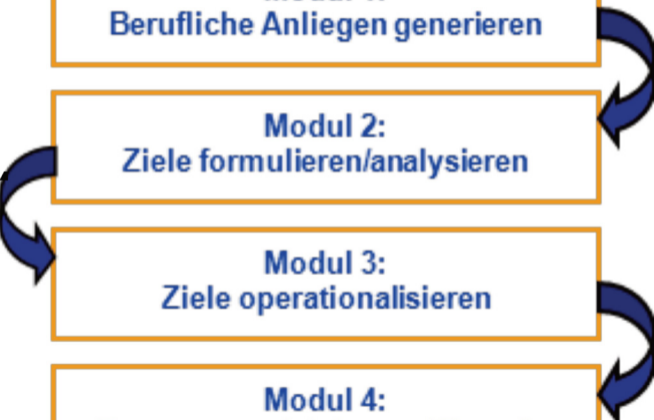 Berufliche Anliegen generieren
Modul 2:
Ziele formulieren/analysieren
Modul 3:
Ziele operationalisieren
Modul 4: